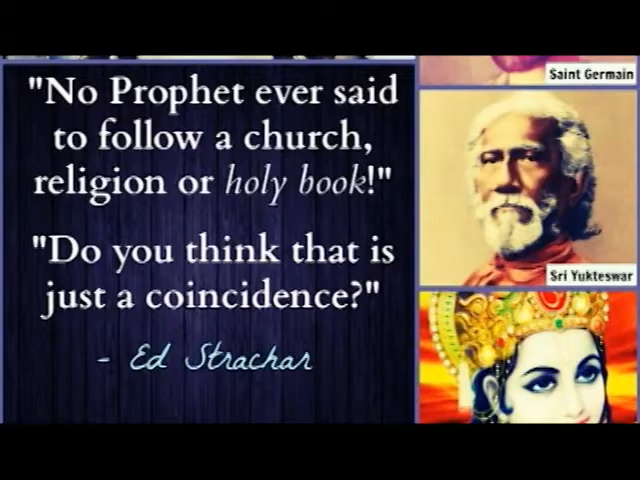 "No Prophet ever said
to follow a church,
religion or holy book!"
"Do you think that is
just a coincidence?"
- Ed Strachar
Saint Germain
Sri Yukteswar